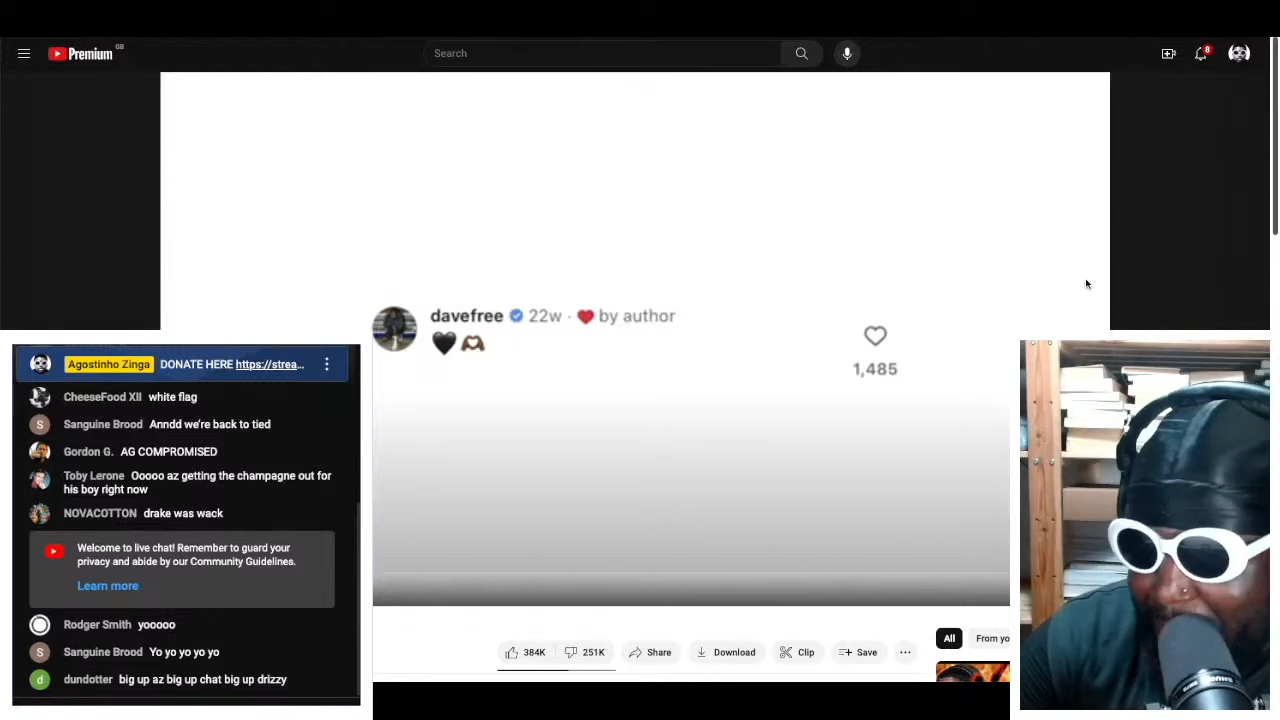 Premium GB
Search
8
davefree 22w · by author
1,485
Agostinho Zinga DONATE HERE https://strea...
CheeseFood XII white flag
Sanguine Brood Anndd we're back to tied
Gordon G. AG COMPROMISED
Toby Lerone Ooooo az getting the champagne out for
his boy right now
NOVACOTTON drake was wack
Welcome to live chat! Remember to guard your
privacy and abide by our Community Guidelines.
Learn more
Rodger Smith yooooo
Sanguine Brood Yo yo yo yo yo
dundotter big up az big up chat big up drizzy
384K 251K Share Download Clip Save ...
All From yo